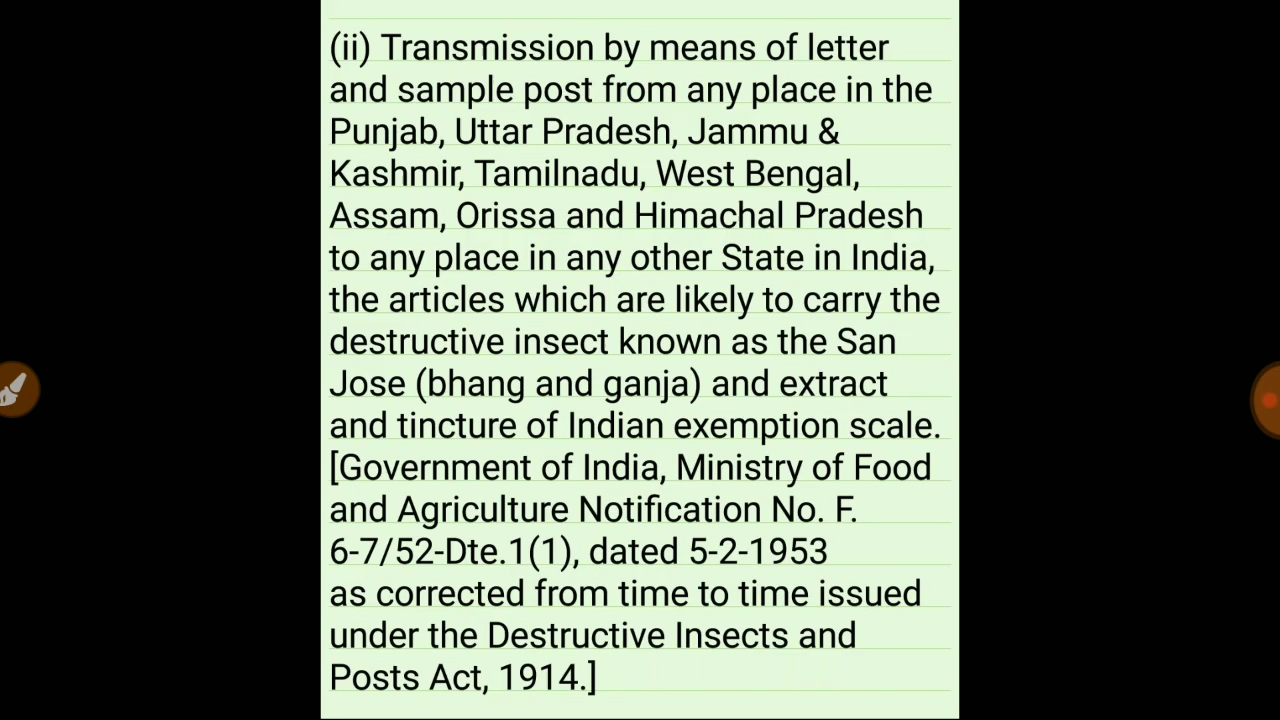 (ii) Transmission by means of letter
and sample post from any place in the
Punjab, Uttar Pradesh, Jammu &
Kashmir, Tamilnadu, West Bengal,
Assam, Orissa and Himachal Pradesh
to any place in any other State in India,
the articles which are likely to carry the
destructive insect known as the San
Jose (bhang and ganja) and extract
and tincture of Indian exemption scale.
[Government of India, Ministry of Food
and Agriculture Notification No. F.
6-7/52-Dte.1(1), dated 5-2-1953
as corrected from time to time issued
under the Destructive Insects and
Posts Act, 1914.]